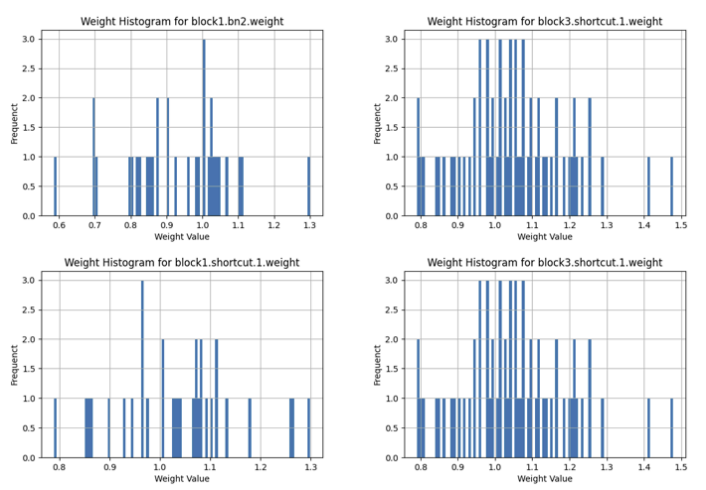 Weight Histogram for block1.bn2.weight
3.0
2.5
2.0
1.5
1.0
0.5
0.0
Frequenct
0.6 0.7 0.8 0.9 1.0 1.1 1.2 1.3
Weight Value
Weight Histogram for block3.shortcut.1.weight
3.0
2.5
2.0
1.5
1.0
0.5
0.0
Frequenct
0.8 0.9 1.0 1.1 1.2 1.3 1.4 1.5
Weight Value
Weight Histogram for block1.shortcut.1.weight
3.0
2.5
2.0
1.5
1.0
0.5
0.0
Frequenct
0.8 0.9 1.0 1.1 1.2 1.3
Weight Value
Weight Histogram for block3.shortcut.1.weight
3.0
2.5
2.0
1.5
1.0
0.5
0.0
Frequenct
0.8 0.9 1.0 1.1 1.2 1.3 1.4 1.5
Weight Value